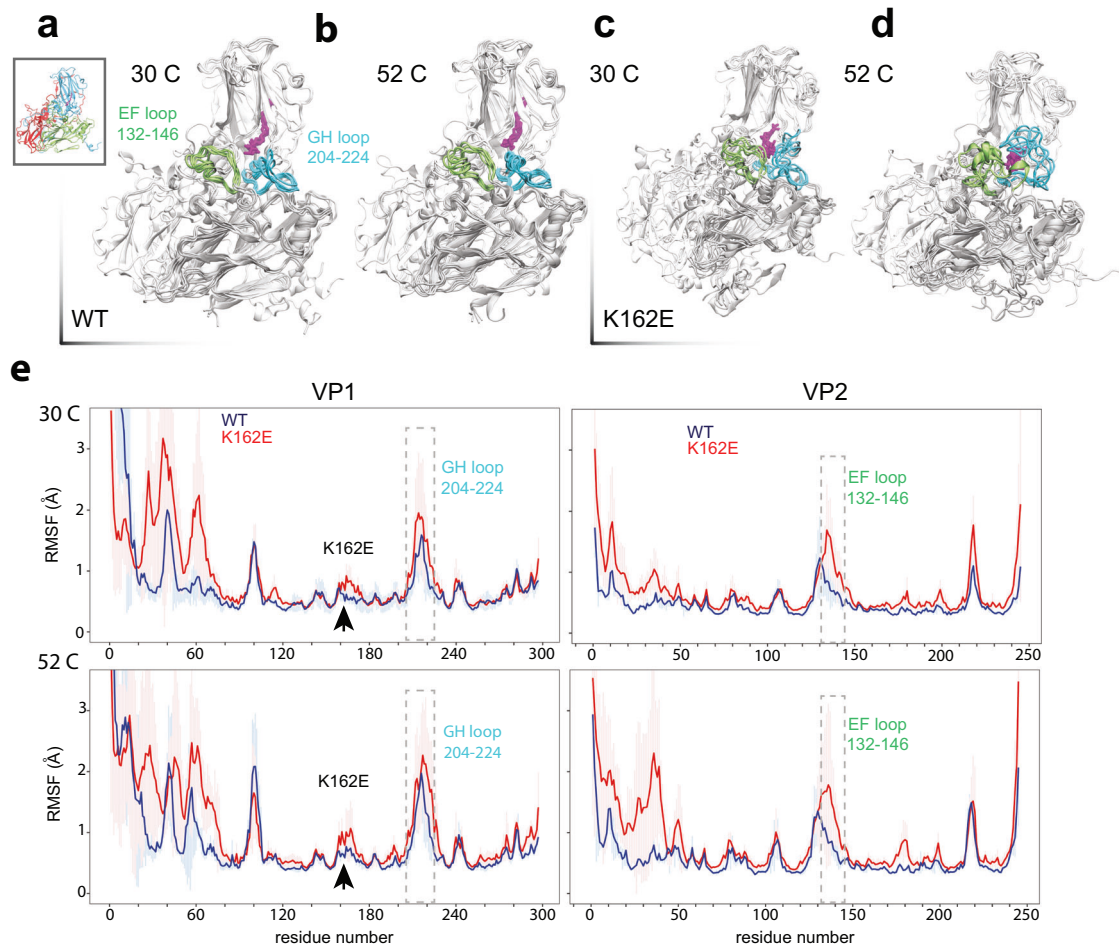 a
b
c
d
30 C
52 C
30 C
52 C
EF loop
132-146
GH loop
204-224
WT
K162E
e
VP1
VP2
30 C
WT
K162E
WT
K162E
GH loop
204-224
EF loop
132-146
K162E
RMSF (Å)
3
2
1
0
0 60 120 180 240 300
0 50 100 150 200 250
52 C
GH loop
204-224
EF loop
132-146
K162E
RMSF (Å)
3
2
1
0
0 60 120 180 240 300
0 50 100 150 200 250
residue number
residue number